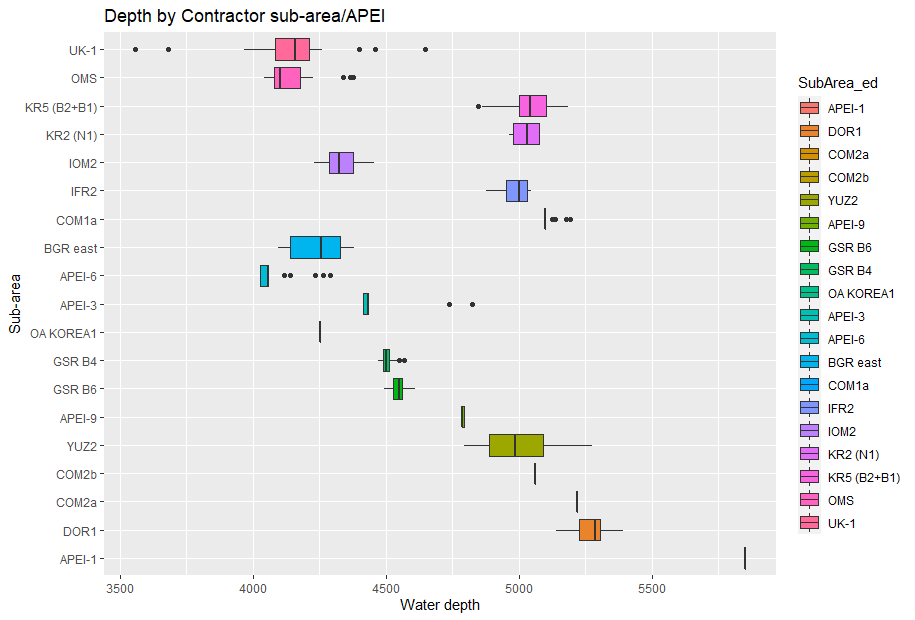 Depth by Contractor sub-area/APEI
Sub-area
UK-1
OMS
KR5 (B2+B1)
KR2 (N1)
IOM2
IFR2
COM1a
BGR east
APEI-6
APEI-3
OA KOREA1
GSR B4
GSR B6
APEI-9
YUZ2
COM2b
COM2a
DOR1
APEI-1
3500 4000 4500 5000 5500
Water depth
SubArea_ed
APEI-1
DOR1
COM2a
COM2b
YUZ2
APEI-9
GSR B6
GSR B4
OA KOREA1
APEI-3
APEI-6
BGR east
COM1a
IFR2
IOM2
KR2 (N1)
KR5 (B2+B1)
OMS
UK-1